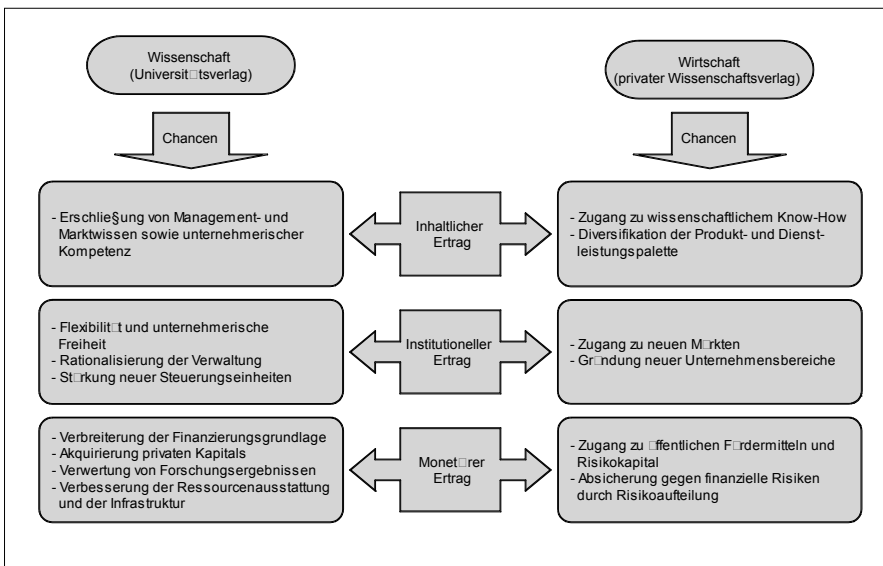 Wissenschaft
(Universit□tsverlag)
Wirtschaft
(privater Wissenschaftsverlag)
Chancen
Chancen
- Erschlie§ung von Management- und
Marktwissen sowie unternehmerischer
Kompetenz
Inhaltlicher
Ertrag
- Zugang zu wissenschaftlichem Know-How
- Diversifikation der Produkt- und Dienst-
leistungspalette
- Flexibilit□t und unternehmerische
Freiheit
- Rationalisierung der Verwaltung
- St□rkung neuer Steuerungseinheiten
Institutioneller
Ertrag
- Zugang zu neuen M□rkten
- Gr□ndung neuer Unternehmensbereiche
- Verbreiterung der Finanzierungsgrundlage
- Akquirierung privaten Kapitals
- Verwertung von Forschungsergebnissen
- Verbesserung der Ressourcenausstattung
und der Infrastruktur
Monet□rer
Ertrag
- Zugang zu □ffentlichen F□rdermitteln und
Risikokapital
- Absicherung gegen finanzielle Risiken
durch Risikoaufteilung